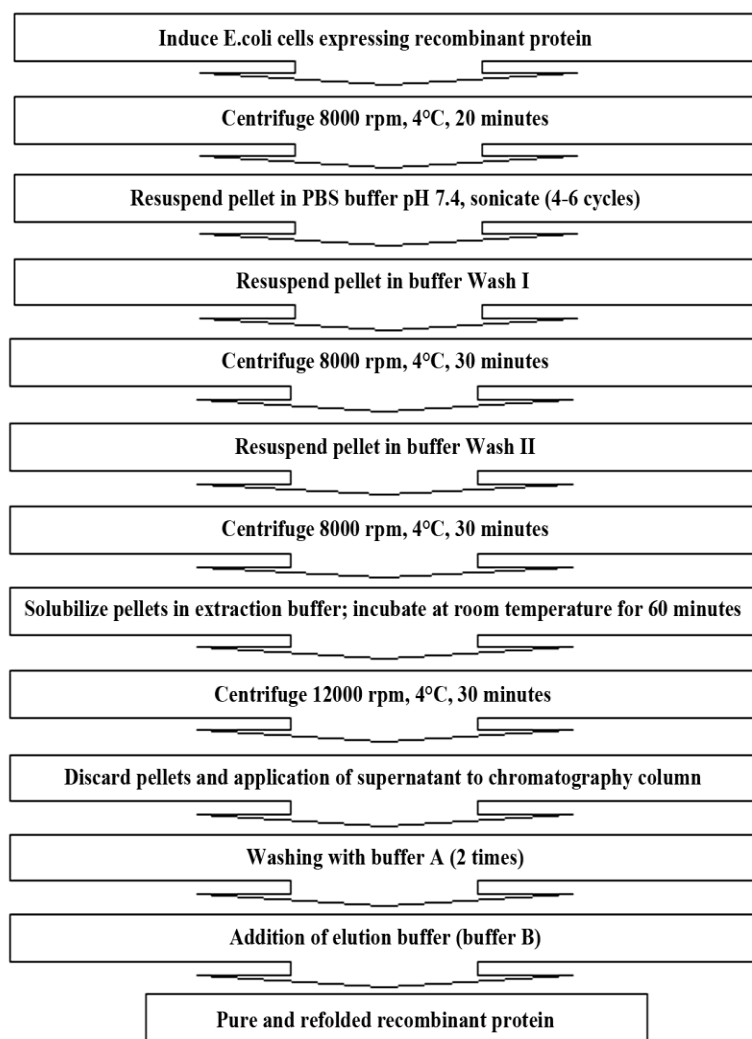 Induce E.coli cells expressing recombinant protein
Centrifuge 8000 rpm, 4°C, 20 minutes
Resuspend pellet in PBS buffer pH 7.4, sonicate (4-6 cycles)
Resuspend pellet in buffer Wash I
Centrifuge 8000 rpm, 4°C, 30 minutes
Resuspend pellet in buffer Wash II
Centrifuge 8000 rpm, 4°C, 30 minutes
Solubilize pellets in extraction buffer; incubate at room temperature for 60 minutes
Centrifuge 12000 rpm, 4°C, 30 minutes
Discard pellets and application of supernatant to chromatography column
Washing with buffer A (2 times)
Addition of elution buffer (buffer B)
Pure and refolded recombinant protein